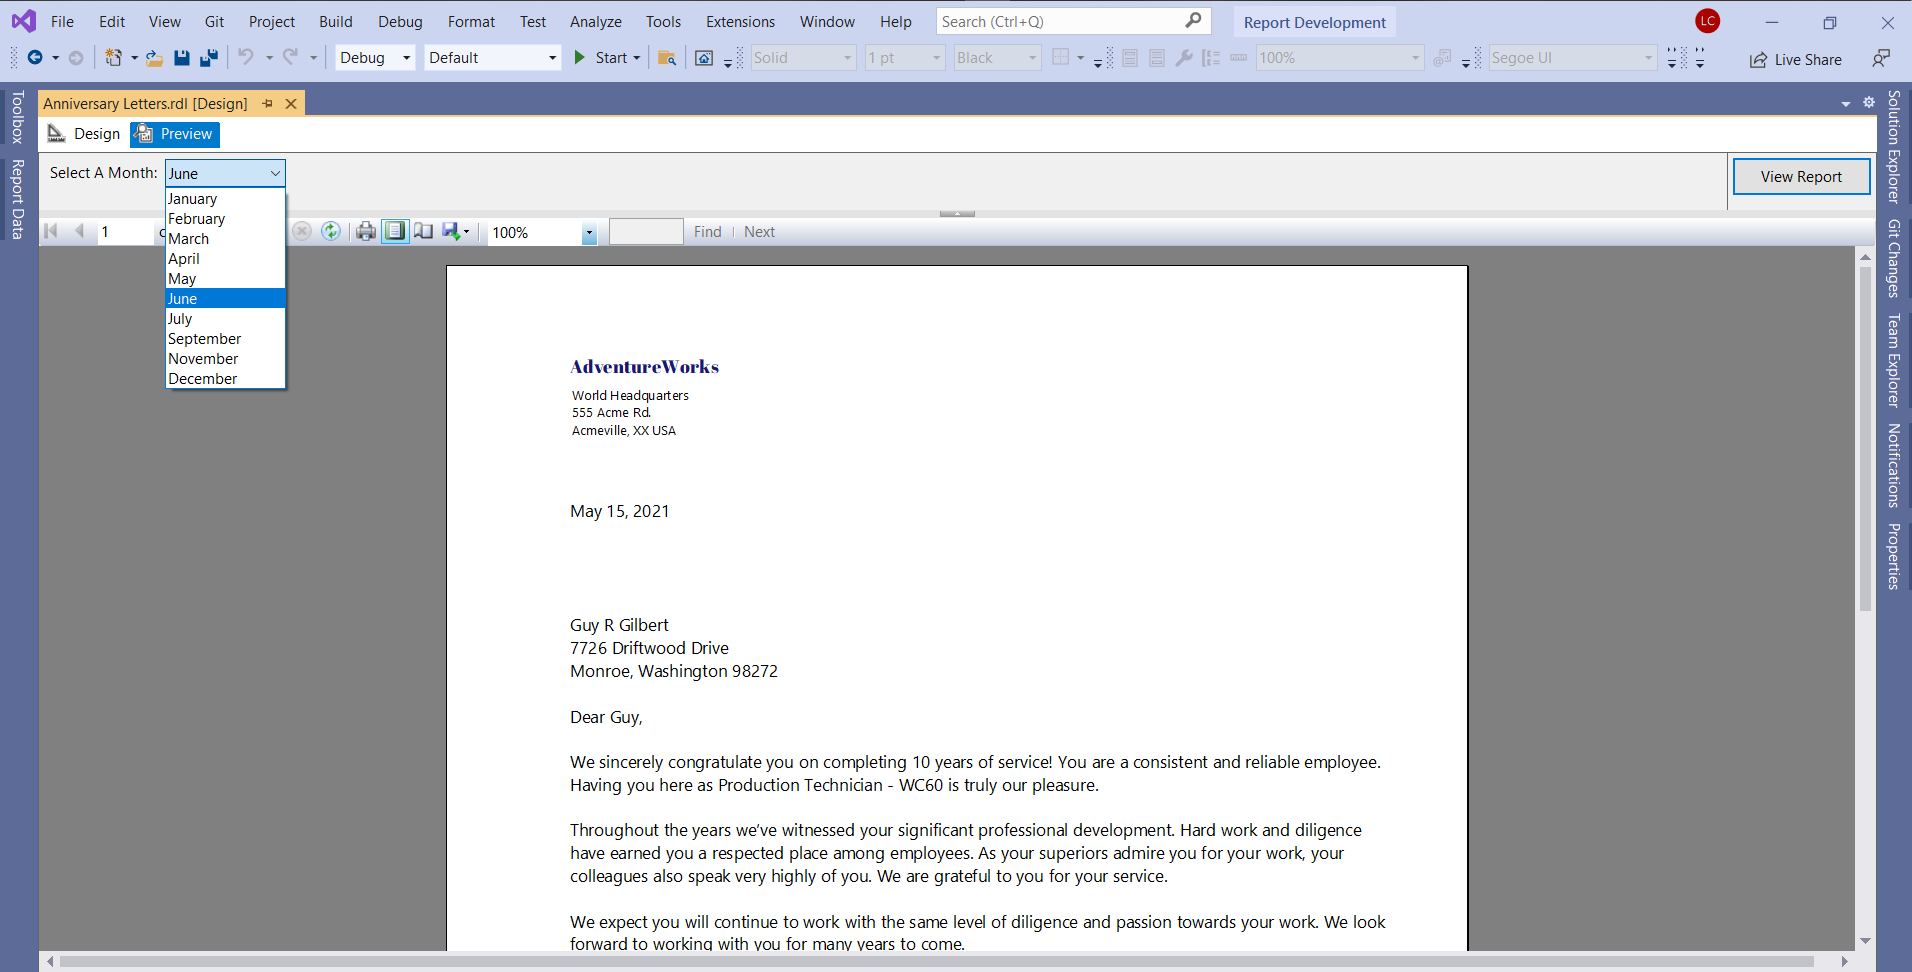 File Edit View Git Project Build Debug Format Test Analyze Tools Extensions Window Help Search (Ctrl+Q) Report Development LC
Debug Default Start Solid 1 pt Black 100% Segoe UI Live Share
Toolbox
Report Data
Anniversary Letters.rdl [Design]
Design Preview
Select A Month: June
View Report
January
February
March
April
May
June
July
September
November
December
1 100% Find Next
AdventureWorks
World Headquarters
555 Acme Rd.
Acmeville, XX USA
May 15, 2021
Guy R Gilbert
7726 Driftwood Drive
Monroe, Washington 98272
Dear Guy,
We sincerely congratulate you on completing 10 years of service! You are a consistent and reliable employee.
Having you here as Production Technician - WC60 is truly our pleasure.
Throughout the years we’ve witnessed your significant professional development. Hard work and diligence
have earned you a respected place among employees. As your superiors admire you for your work, your
colleagues also speak very highly of you. We are grateful to you for your service.
We expect you will continue to work with the same level of diligence and passion towards your work. We look
forward to working with you for many years to come.
Solution Explorer
Git Changes
Team Explorer
Notifications
Properties